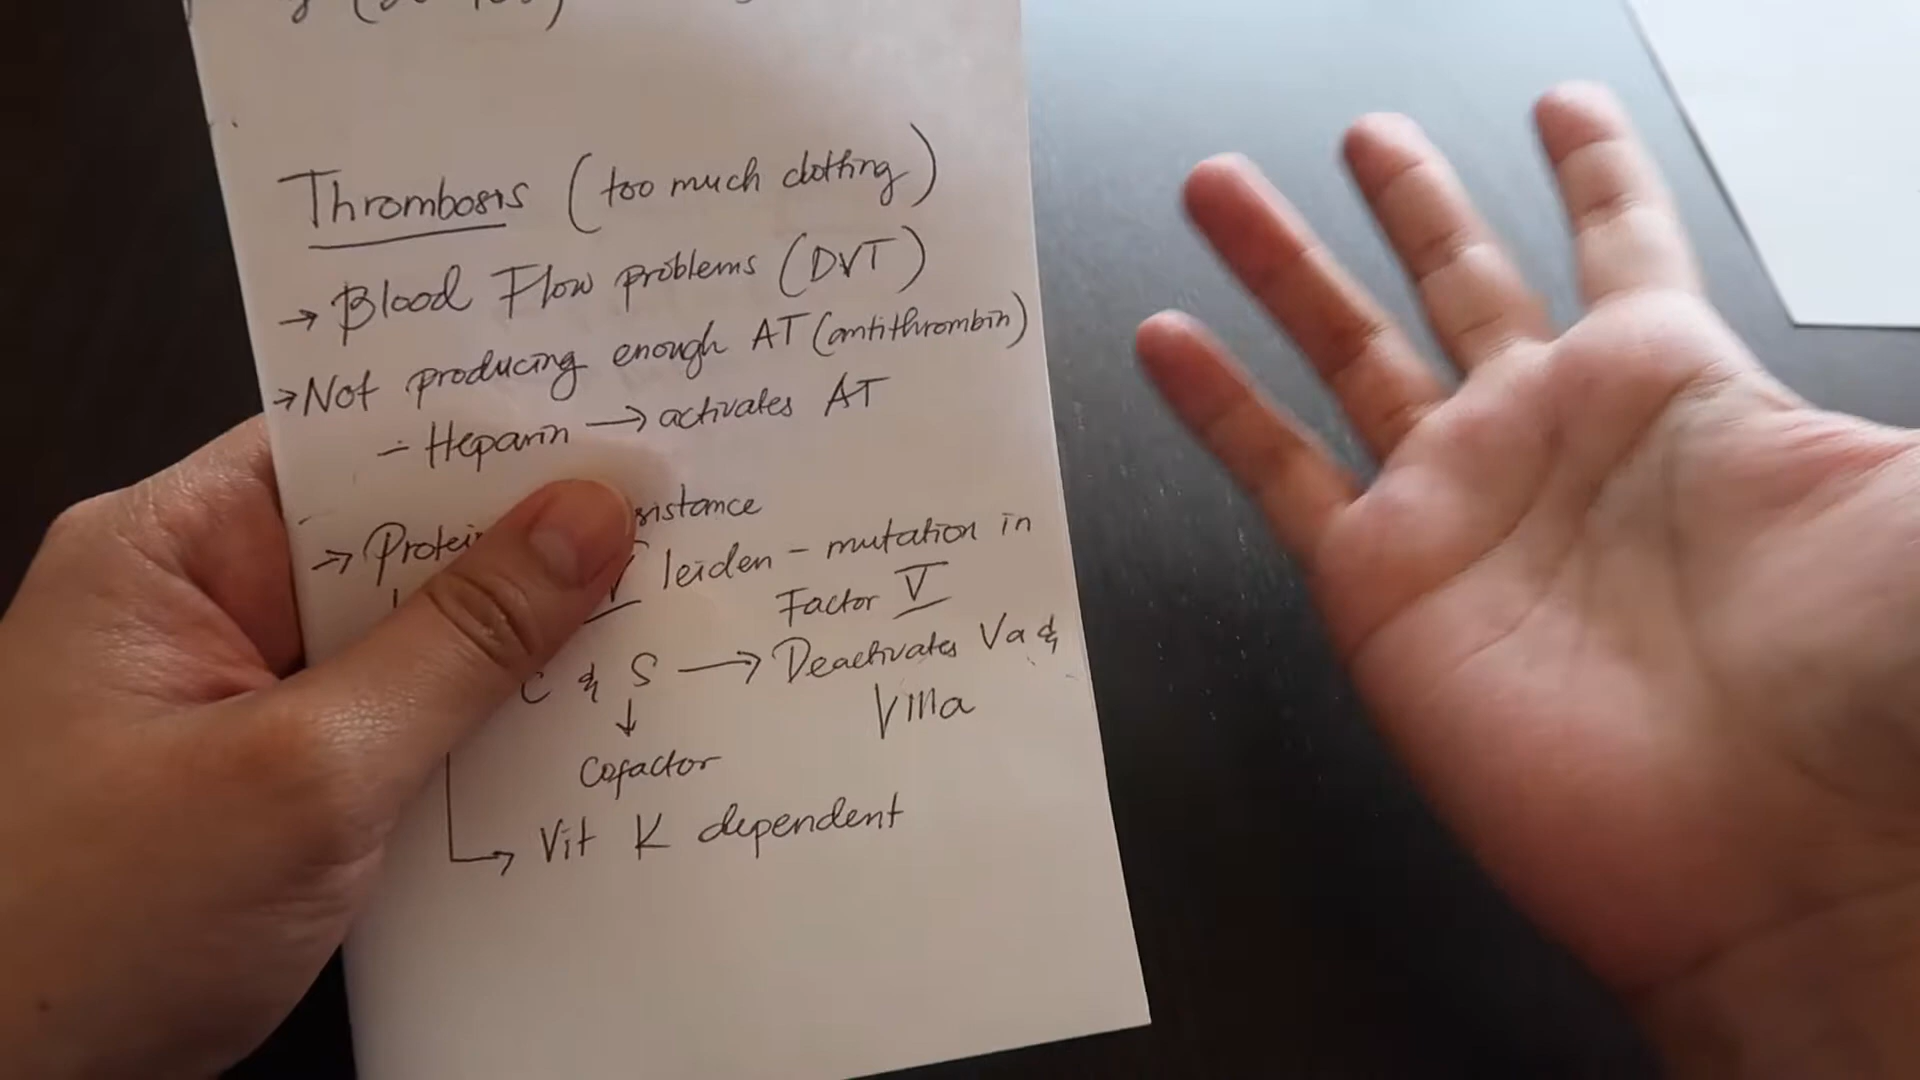 Thrombosis (too much clotting)
→ Blood Flow problems (DVT)
→ Not producing enough AT (antithrombin)
- Heparin → activates AT
→ Protein
V leiden - mutation in
Factor V
C & S → Deactivates Va &
VIIIa
↓
Cofactor
→ Vit K dependent